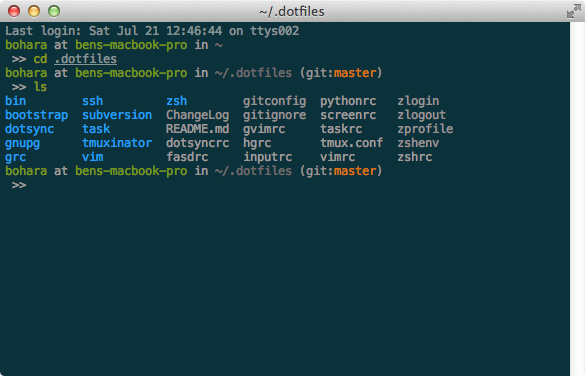 ~/.dotfiles
Last login: Sat Jul 21 12:46:44 on ttys002
bohara at bens-macbook-pro in ~
>> cd .dotfiles
bohara at bens-macbook-pro in ~/.dotfiles (git:master)
>> ls
bin ssh zsh gitconfig pythonrc zlogin
bootstrap subversion ChangeLog gitignore screenrc zlogout
dotsync task README.md gvimrc taskrc zprofile
gnupg tmuxinator dotsyncrc hgrc tmux.conf zshenv
grc vim fasdrc inputrc vimrc zshrc
bohara at bens-macbook-pro in ~/.dotfiles (git:master)
>>